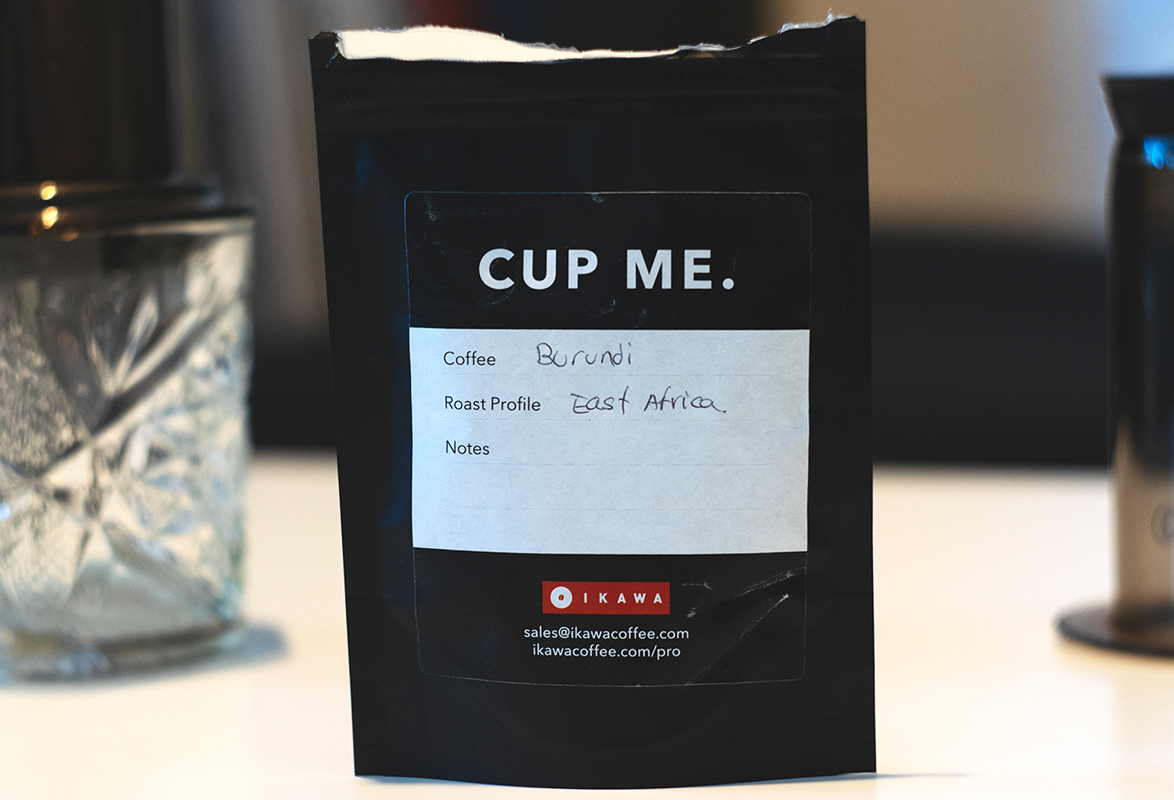 CUP ME.
Coffee Burundi
Roast Profile East Africa.
Notes
IKAWA
sales@ikawacoffee.com
ikawacoffee.com/pro